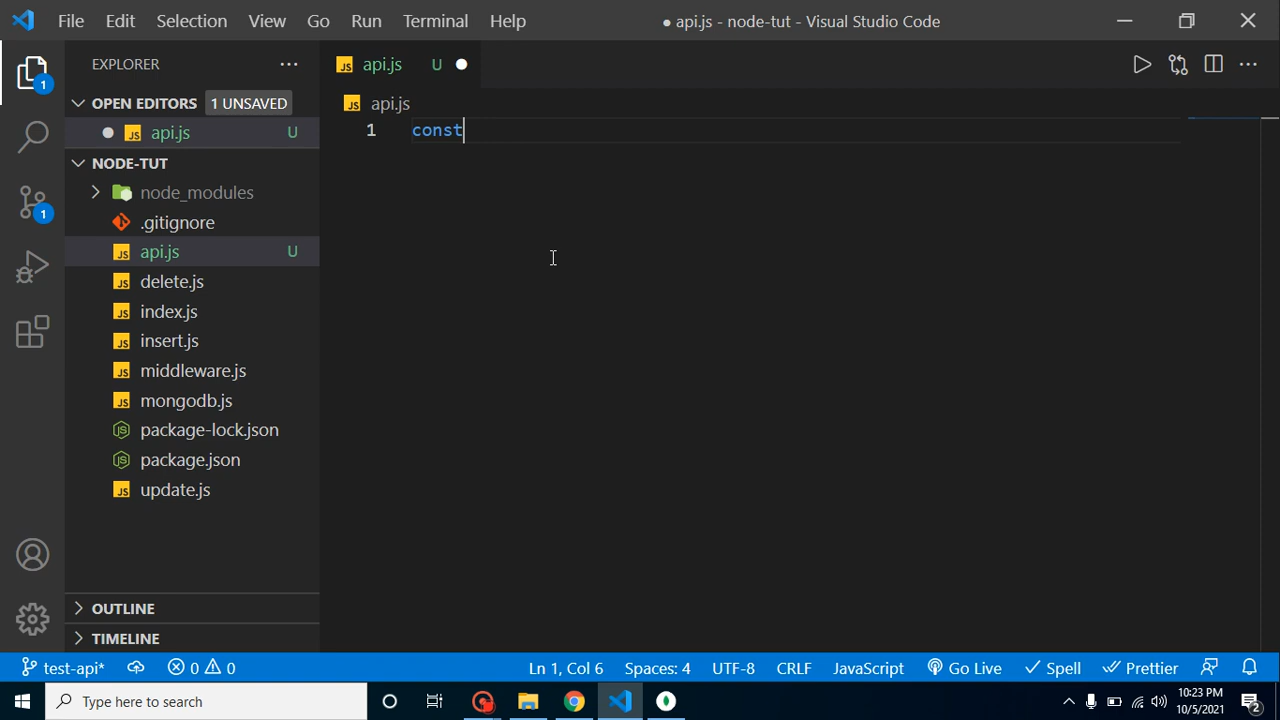 File Edit Selection View Go Run Terminal Help ● api.js - node-tut - Visual Studio Code
EXPLORER
api.js U
OPEN EDITORS 1 UNSAVED
api.js
api.js U
1 const
NODE-TUT
node_modules
.gitignore
api.js U
delete.js
index.js
insert.js
middleware.js
mongodb.js
package-lock.json
package.json
update.js
OUTLINE
TIMELINE
test-api* 0 0 Ln 1, Col 6 Spaces: 4 UTF-8 CRLF JavaScript Go Live Spell Prettier
Type here to search
10:23 PM
10/5/2021
1
1
2